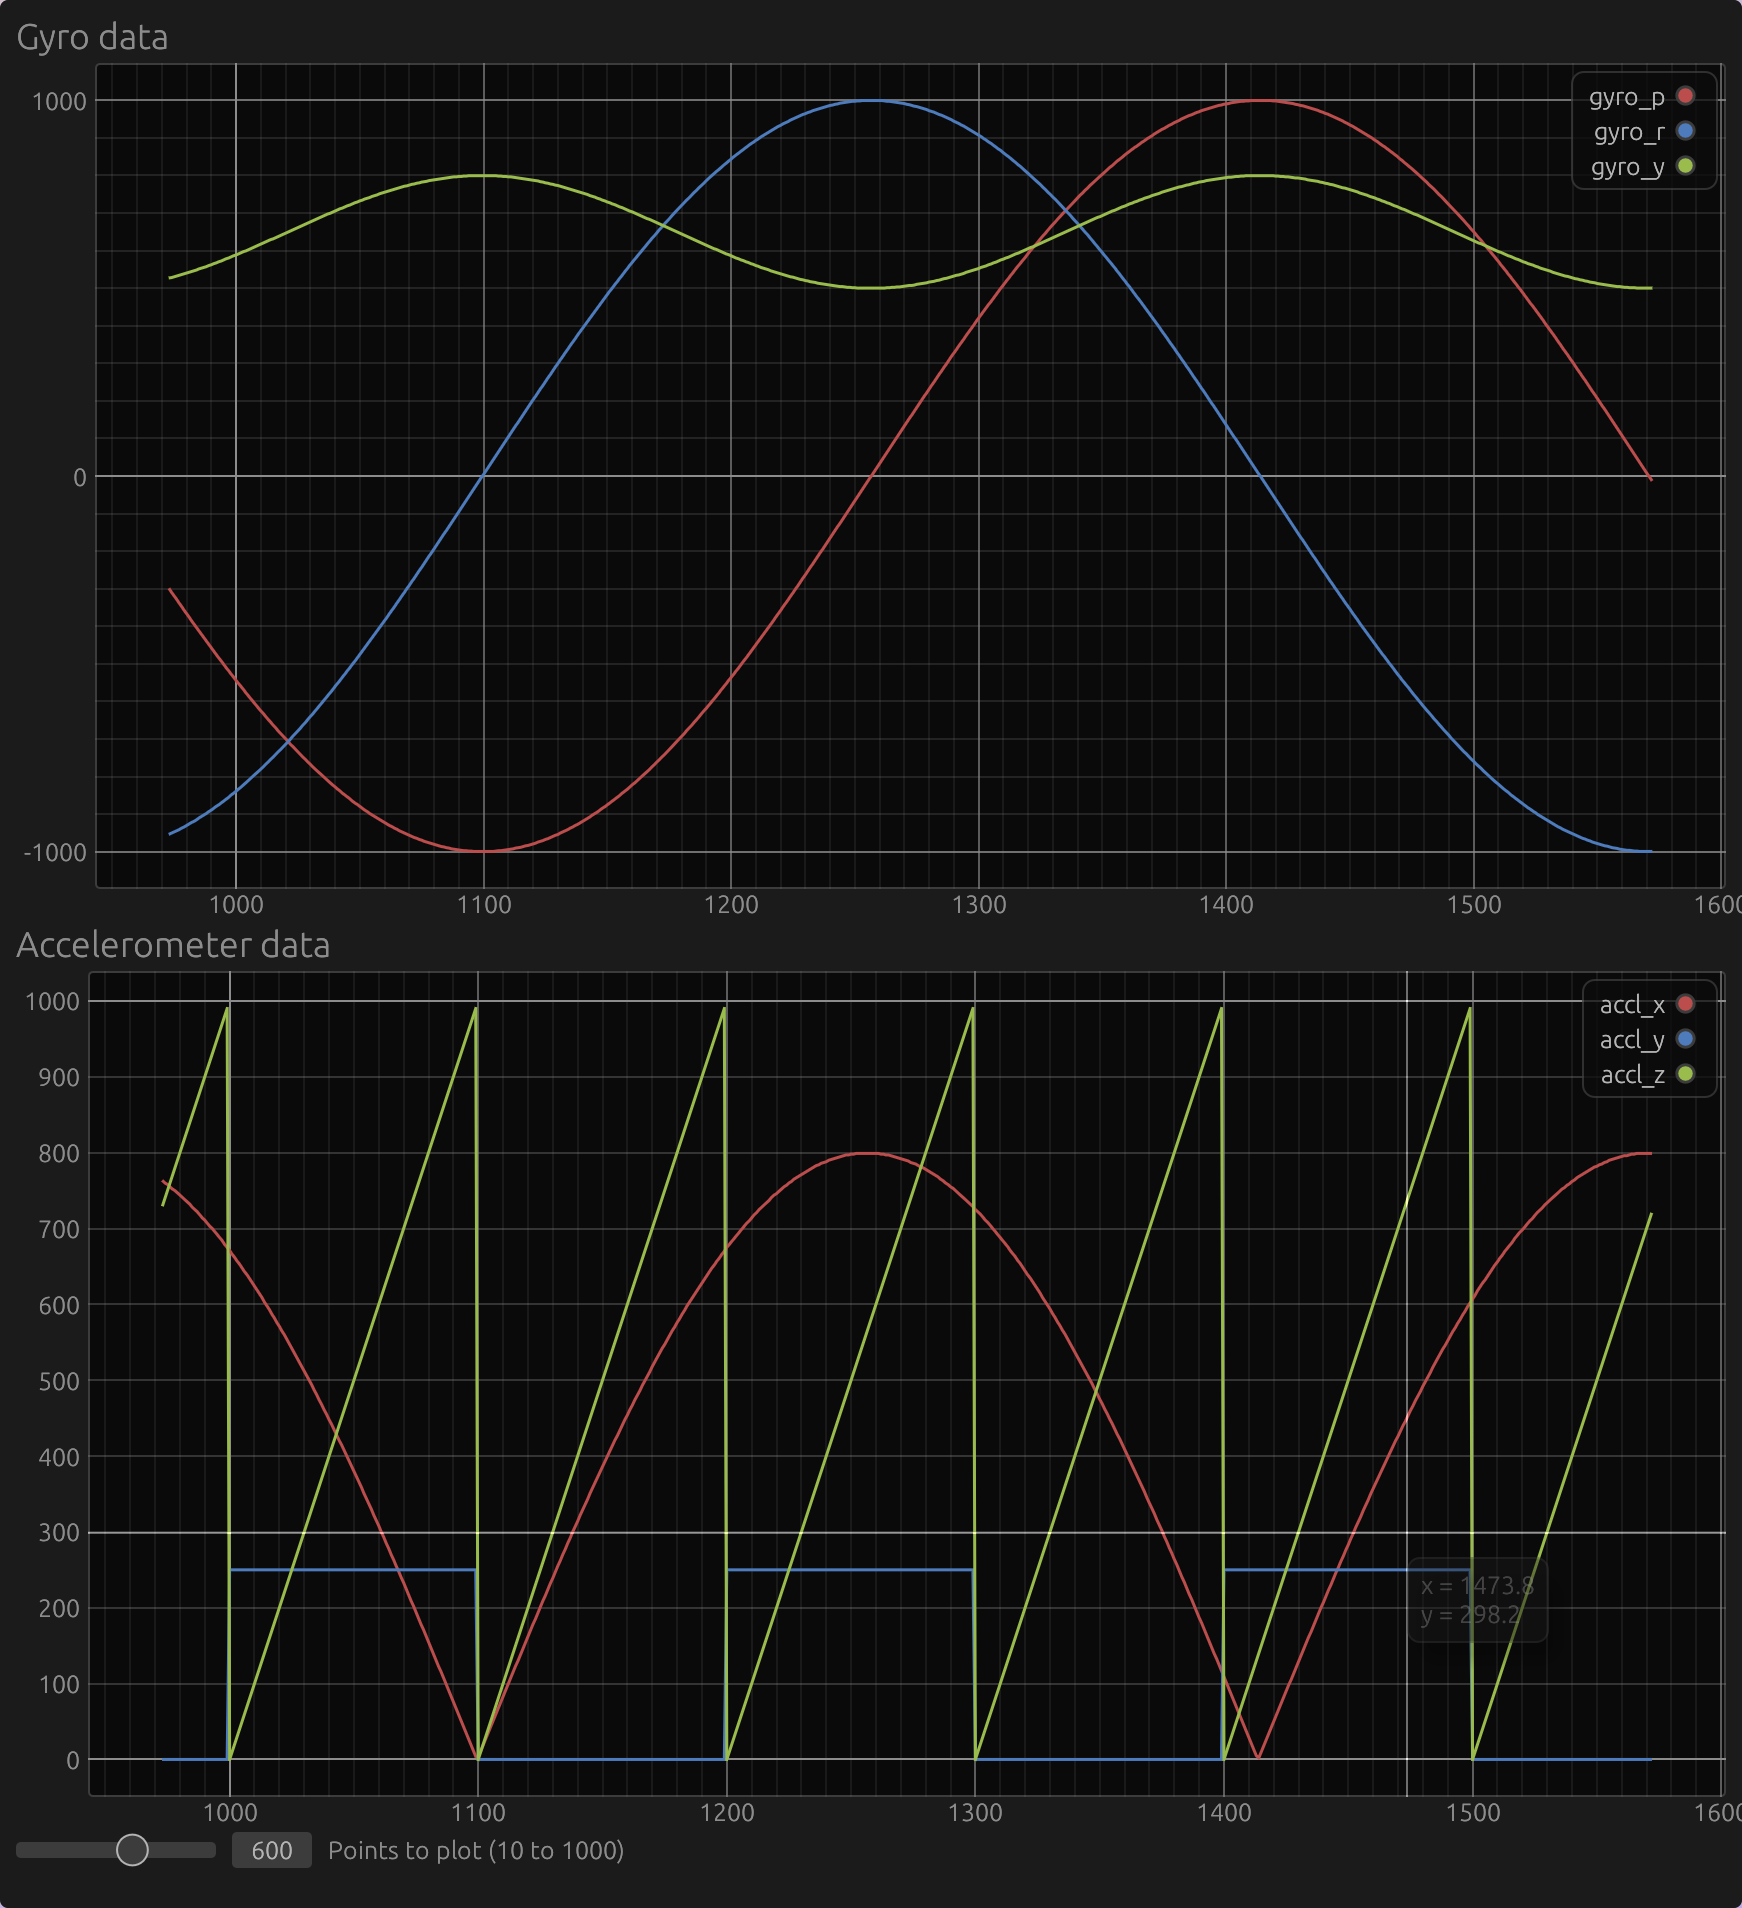 Gyro data
1000
0
-1000
gyro_p
gyro_r
gyro_y
1000 1100 1200 1300 1400 1500 1600
Accelerometer data
1000
900
800
700
600
500
400
300
200
100
0
accl_x
accl_y
accl_z
x = 1473.8
y = 298.2
1000 1100 1200 1300 1400 1500 1600
600 Points to plot (10 to 1000)